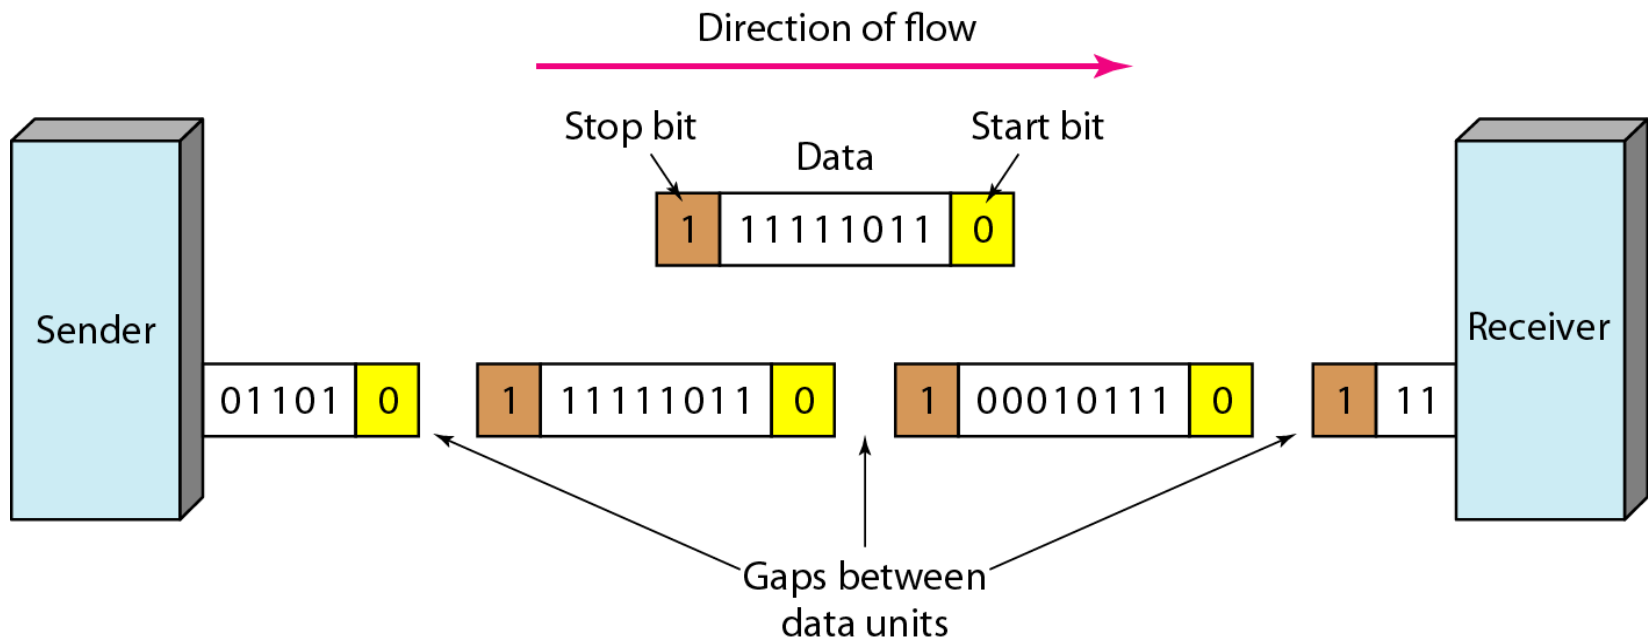 Direction of flow
Stop bit
Start bit
Data
1 11111011 0
Sender
Receiver
01101 0 1 11111011 0 1 00010111 0 1 11
Gaps between
data units